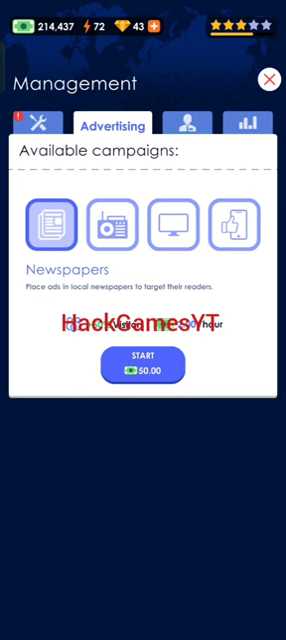 214,437 72 43
Management
Advertising
Available campaigns:
Newspapers
Place ads in local newspapers to target their readers.
HackGamesYT
hour
START
50.00